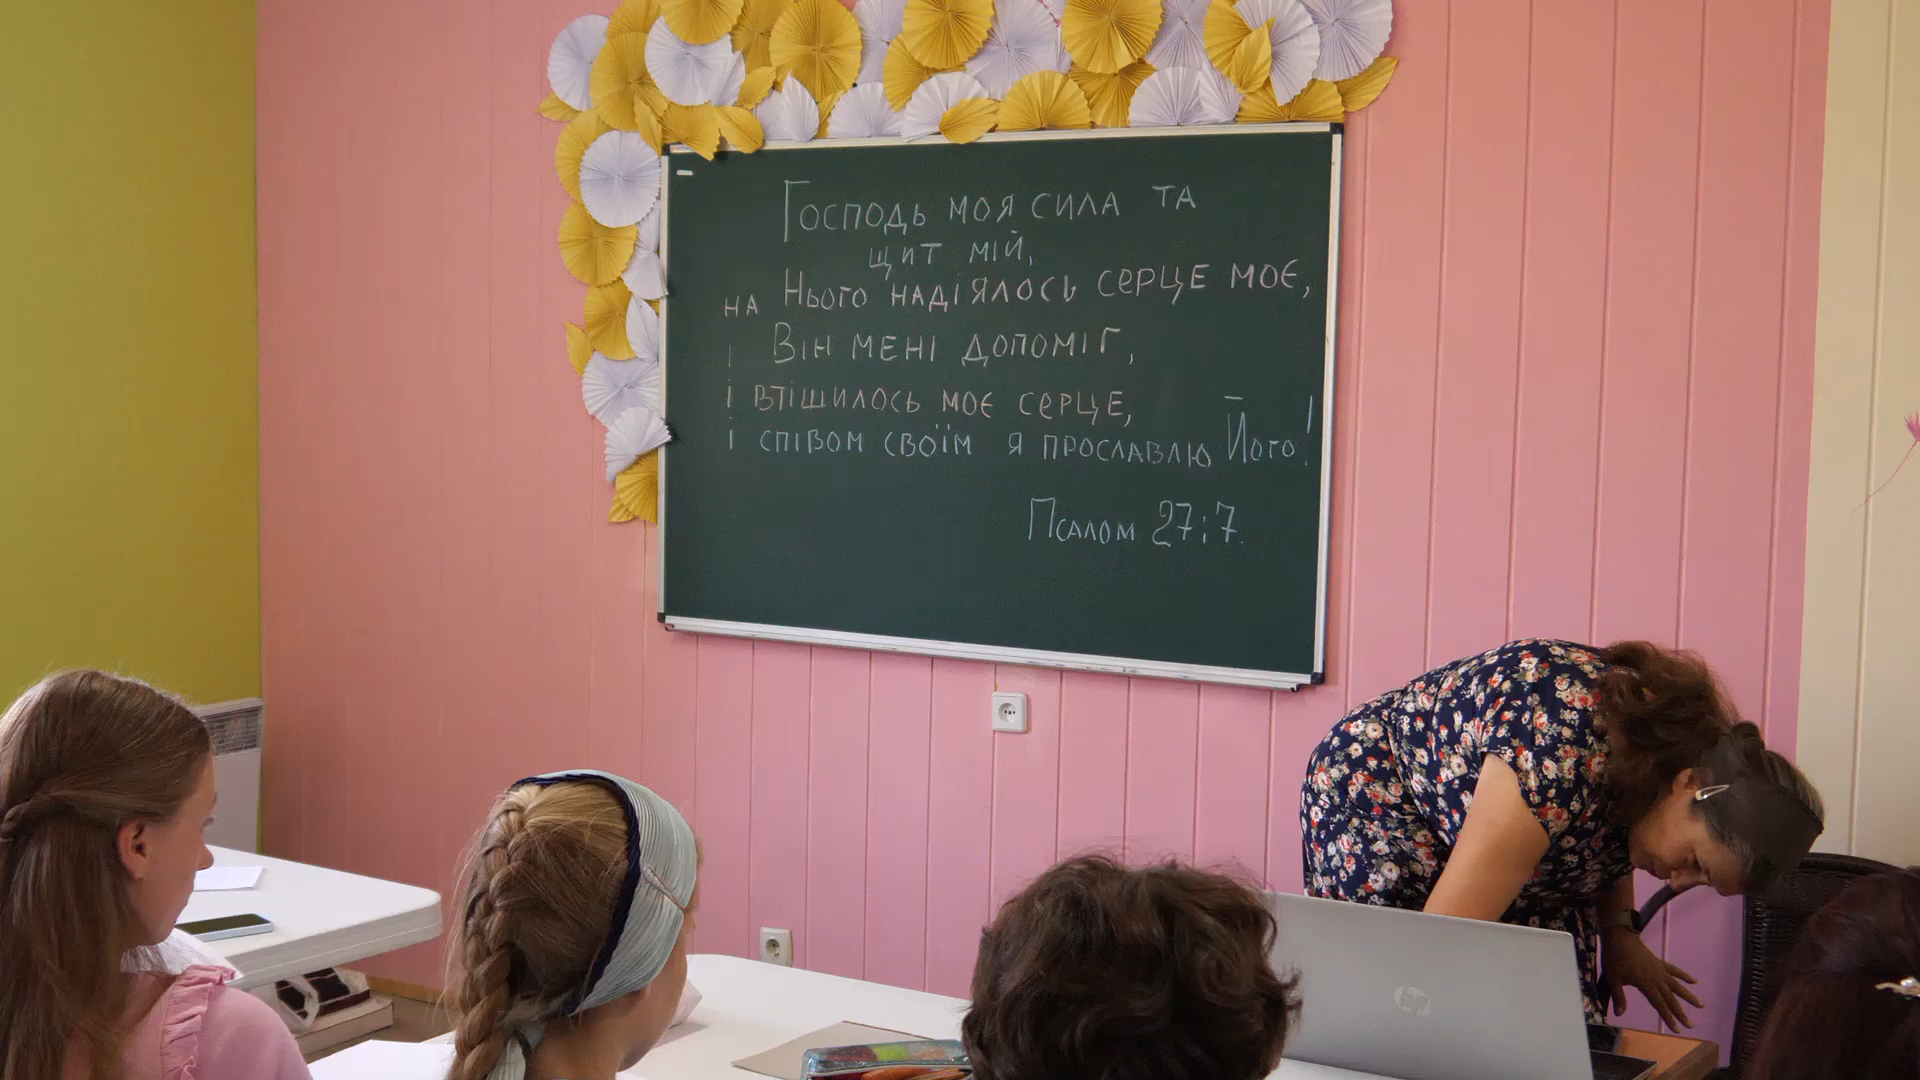 Господь моя сила та
щит мій,
на Нього надіялось серце моє,
і Він мені допоміг,
і втішилось моє серце,
і співом своїм я прославлю Його!
Псалом 27:7.
hp